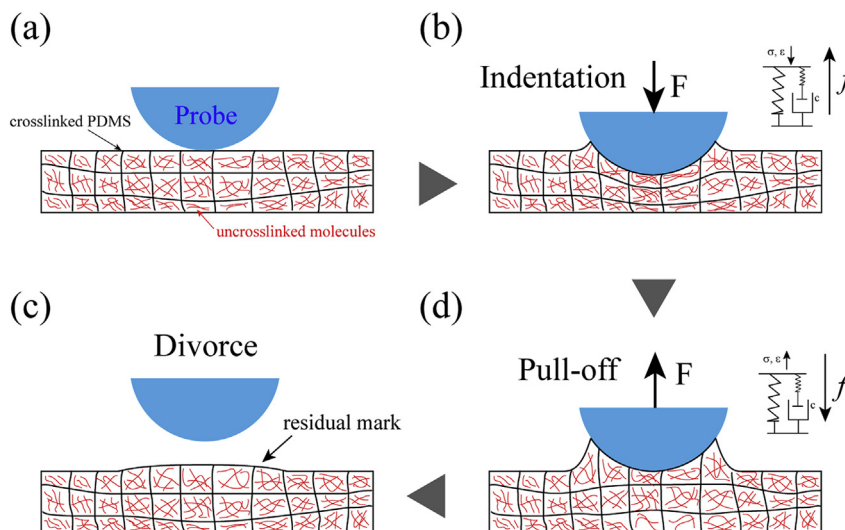 (a)
Probe
crosslinked PDMS
uncrosslinked molecules
(b)
Indentation
F
σ, ε
c
f
(c)
Divorce
residual mark
(d)
Pull-off
F
σ, ε
c
f